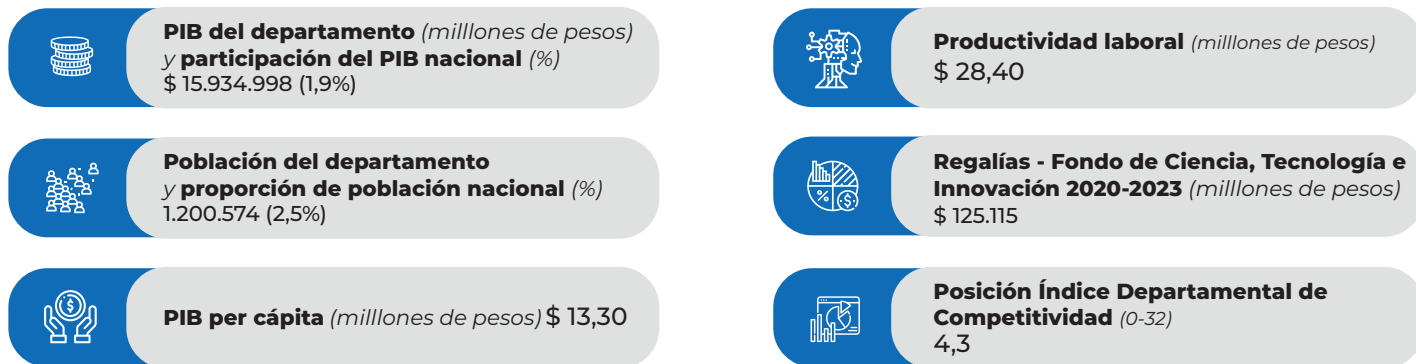 PIB del departamento (milllones de pesos)
y participación del PIB nacional (%)
$ 15.934.998 (1,9%)
Población del departamento
y proporción de población nacional (%)
1.200.574 (2,5%)
PIB per cápita (milllones de pesos) $ 13,30
Productividad laboral (milllones de pesos)
$ 28,40
Regalías - Fondo de Ciencia, Tecnología e
Innovación 2020-2023 (milllones de pesos)
$ 125.115
Posición Índice Departamental de
Competitividad (0-32)
4,3